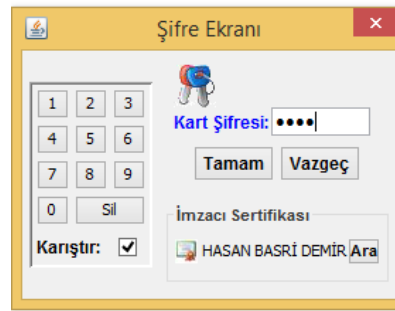 Şifre Ekranı
1 2 3
4 5 6
7 8 9
0 Sil
Karıştır:
Kart Şifresi: ••••
Tamam Vazgeç
İmzacı Sertifikası
HASAN BASRİ DEMİR Ara